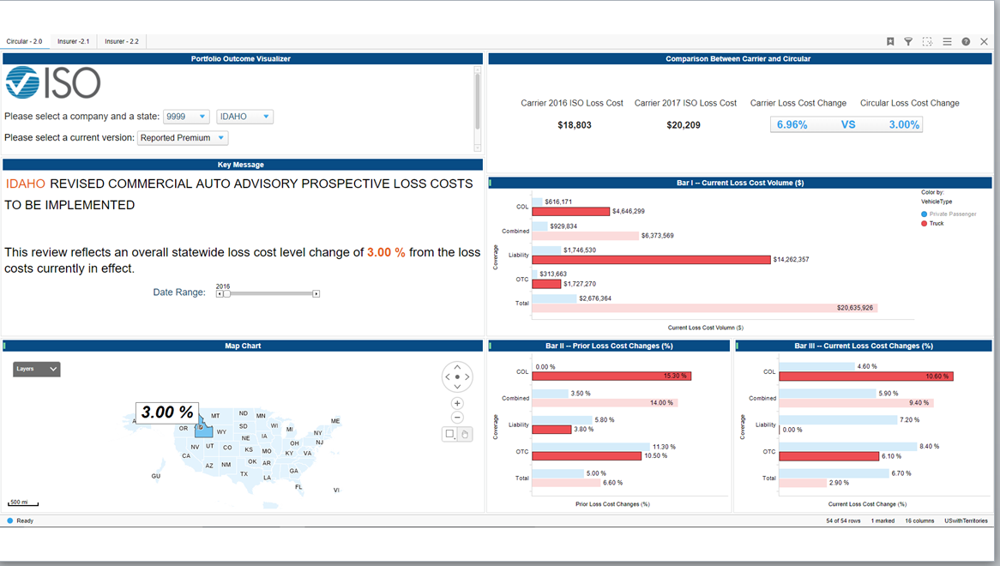 Circular - 2.0 Insurer -2.1 Insurer - 2.2
Portfolio Outcome Visualizer
ISO
Please select a company and a state: 9999 IDAHO
Please select a current version: Reported Premium
Key Message
IDAHO REVISED COMMERCIAL AUTO ADVISORY PROSPECTIVE LOSS COSTS
TO BE IMPLEMENTED
This review reflects an overall statewide loss cost level change of 3.00 % from the loss
costs currently in effect.
2016
Date Range:
Comparison Between Carrier and Circular
Carrier 2016 ISO Loss Cost Carrier 2017 ISO Loss Cost Carrier Loss Cost Change Circular Loss Cost Change
$18,803 $20,209 6.96% VS 3.00%
Bar I -- Current Loss Cost Volume ($)
Color by:
VehicleType
Private Passenger
Truck
Coverage
COL $616,171
$4,646,299
Combined $929,834
$6,373,569
Liability $1,746,530
$14,262,357
OTC $313,663
$1,727,270
Total $2,676,364
$20,635,926
Current Loss Cost Volumn ($)
Map Chart
Layers
3.00 %
MT ND MN ME
OR ID WY SD WI MI NY
NE IA NJ
NV UT CO KS MO OH
CA KY VA
AZ NM OK AR
TX LA GA
GU FL VI
500 mi
Bar II -- Prior Loss Cost Changes (%)
Coverage
COL 0.00 %
15.30 %
Combined 3.50 %
14.00 %
Liability 5.80 %
3.80 %
OTC 11.30 %
10.50 %
Total 5.00 %
6.60 %
Prior Loss Cost Changes (%)
Bar III -- Current Loss Cost Changes (%)
Coverage
COL 4.60 %
10.60 %
Combined 5.90 %
9.40 %
Liability 7.20 %
0.00 %
OTC 8.40 %
6.10 %
Total 6.70 %
2.90 %
Current Loss Cost Change (%)
Ready 54 of 54 rows 1 marked 16 columns USwithTerritories